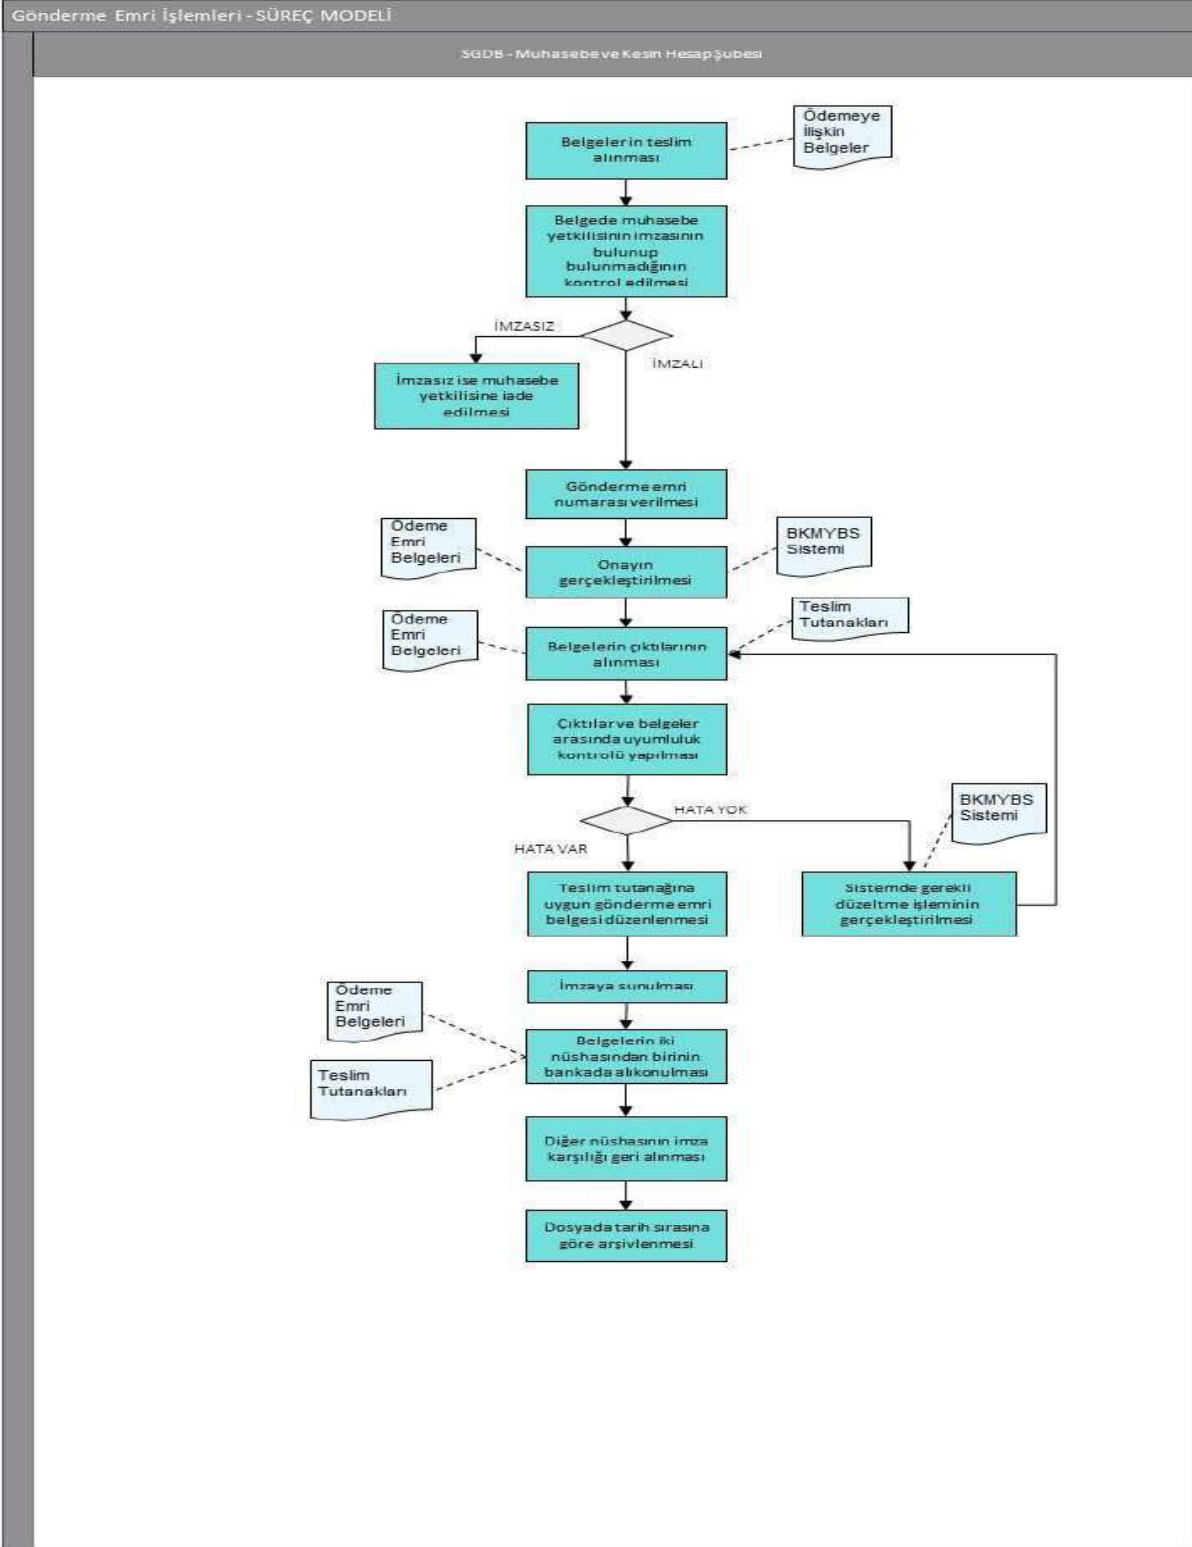 Gönderme Emri İşlemleri - SÜREÇ MODELİ
SGDB - Muhasebe ve Kesin Hesap Şubesi
Ödemeye
İlişkin
Belgeler
Belgelerin teslim
alınması
Belgede muhasebe
yetkilisinin imzasının
bulunup
bulunmadığının
kontrol edilmesi
İMZASIZ
İMZALI
İmzasız ise muhasebe
yetkilisine iade
edilmesi
Gönderme emri
numarası verilmesi
Ödeme
Emri
Belgeleri
BKMYBS
Sistemi
Onayın
gerçekleştirilmesi
Teslim
Tutanakları
Ödeme
Emri
Belgeleri
Belgelerin çıktılarının
alınması
Çıktılar ve belgeler
arasında uyumluluk
kontrolü yapılması
HATA YOK
BKMYBS
Sistemi
HATA VAR
Teslim tutanağına
uygun gönderme emri
belgesi düzenlenmesi
Sistemde gerekli
düzeltme işleminin
gerçekleştirilmesi
İmzaya sunulması
Ödeme
Emri
Belgeleri
Belgelerin iki
nüshasından birinin
bankada alıkonulması
Teslim
Tutanakları
Diğer nüshasının imza
karşılığı geri alınması
Dosyada tarih sırasına
göre arşivlenmesi